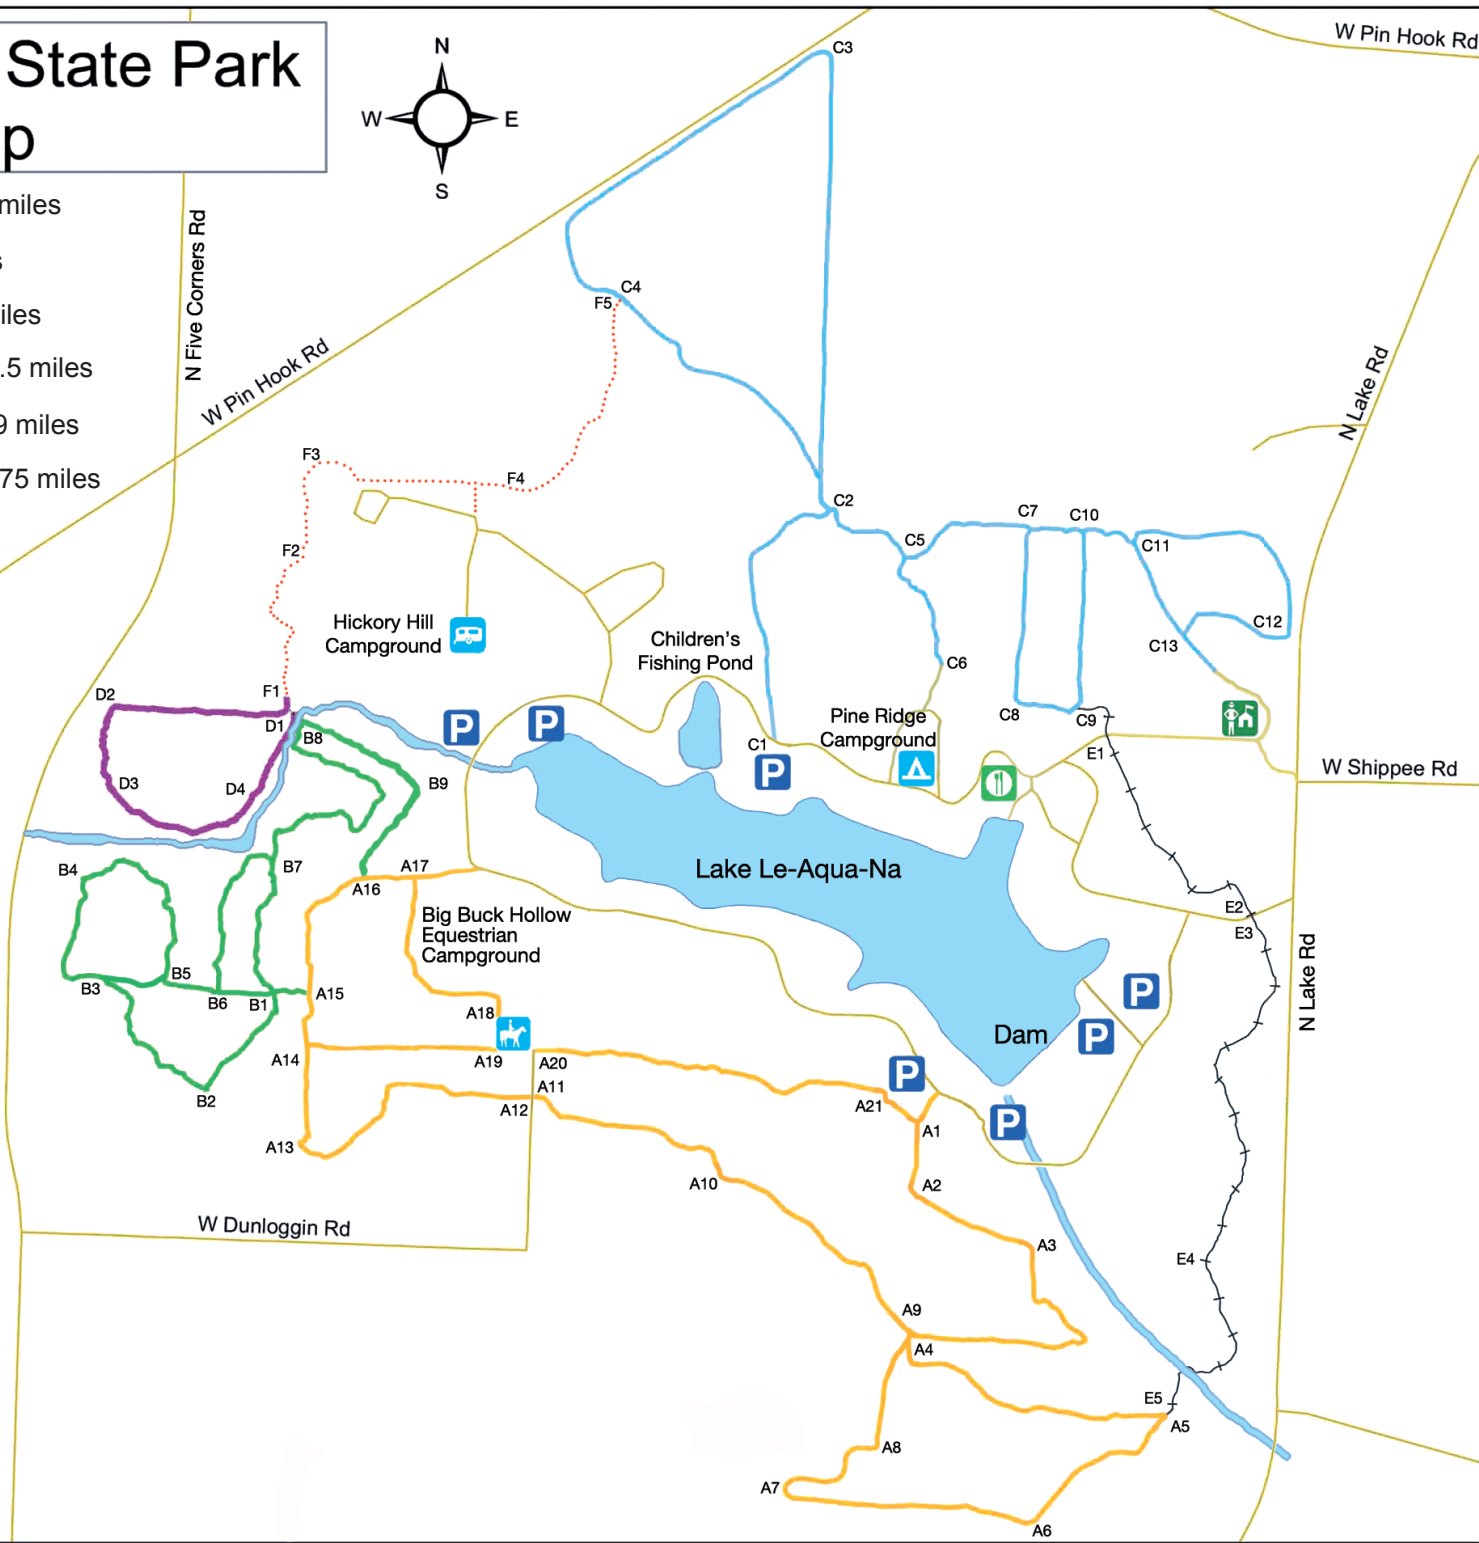 State Park
p
miles
s
iles
.5 miles
9 miles
75 miles
N
W
E
S
W Pin Hook Rd
N Five Corners Rd
W Pin Hook Rd
N Lake Rd
C3
C4
F5
F3
F4
F2
C2
C5
C7
C10
C11
C12
C13
C6
C8
C9
Hickory Hill
Campground
Children's
Fishing Pond
F1
D2
D1
D3
D4
B8
B9
P
P
C1
P
Pine Ridge
Campground
E1
W Shippee Rd
Lake Le-Aqua-Na
B4
B7
A16
A17
Big Buck Hollow
Equestrian
Campground
E2
E3
N Lake Rd
B3
B5
B6
B1
A15
A18
P
P
Dam
A14
A19
A20
A11
A12
P
A21
A1
P
B2
A13
A10
A2
W Dunloggin Rd
A3
E4
A9
A4
E5
A5
A8
A7
A6